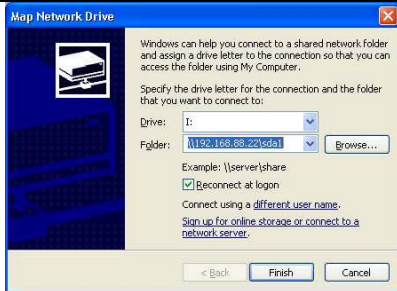 Map Network Drive
Windows can help you connect to a shared network folder
and assign a drive letter to the connection so that you can
access the folder using My Computer.
Specify the drive letter for the connection and the folder
that you want to connect to:
Drive: I:
Folder: \\192.168.88.22\sda1 Browse...
Example: \\server\share
Reconnect at logon
Connect using a different user name.
Sign up for online storage or connect to a
network server.
< Back Finish Cancel